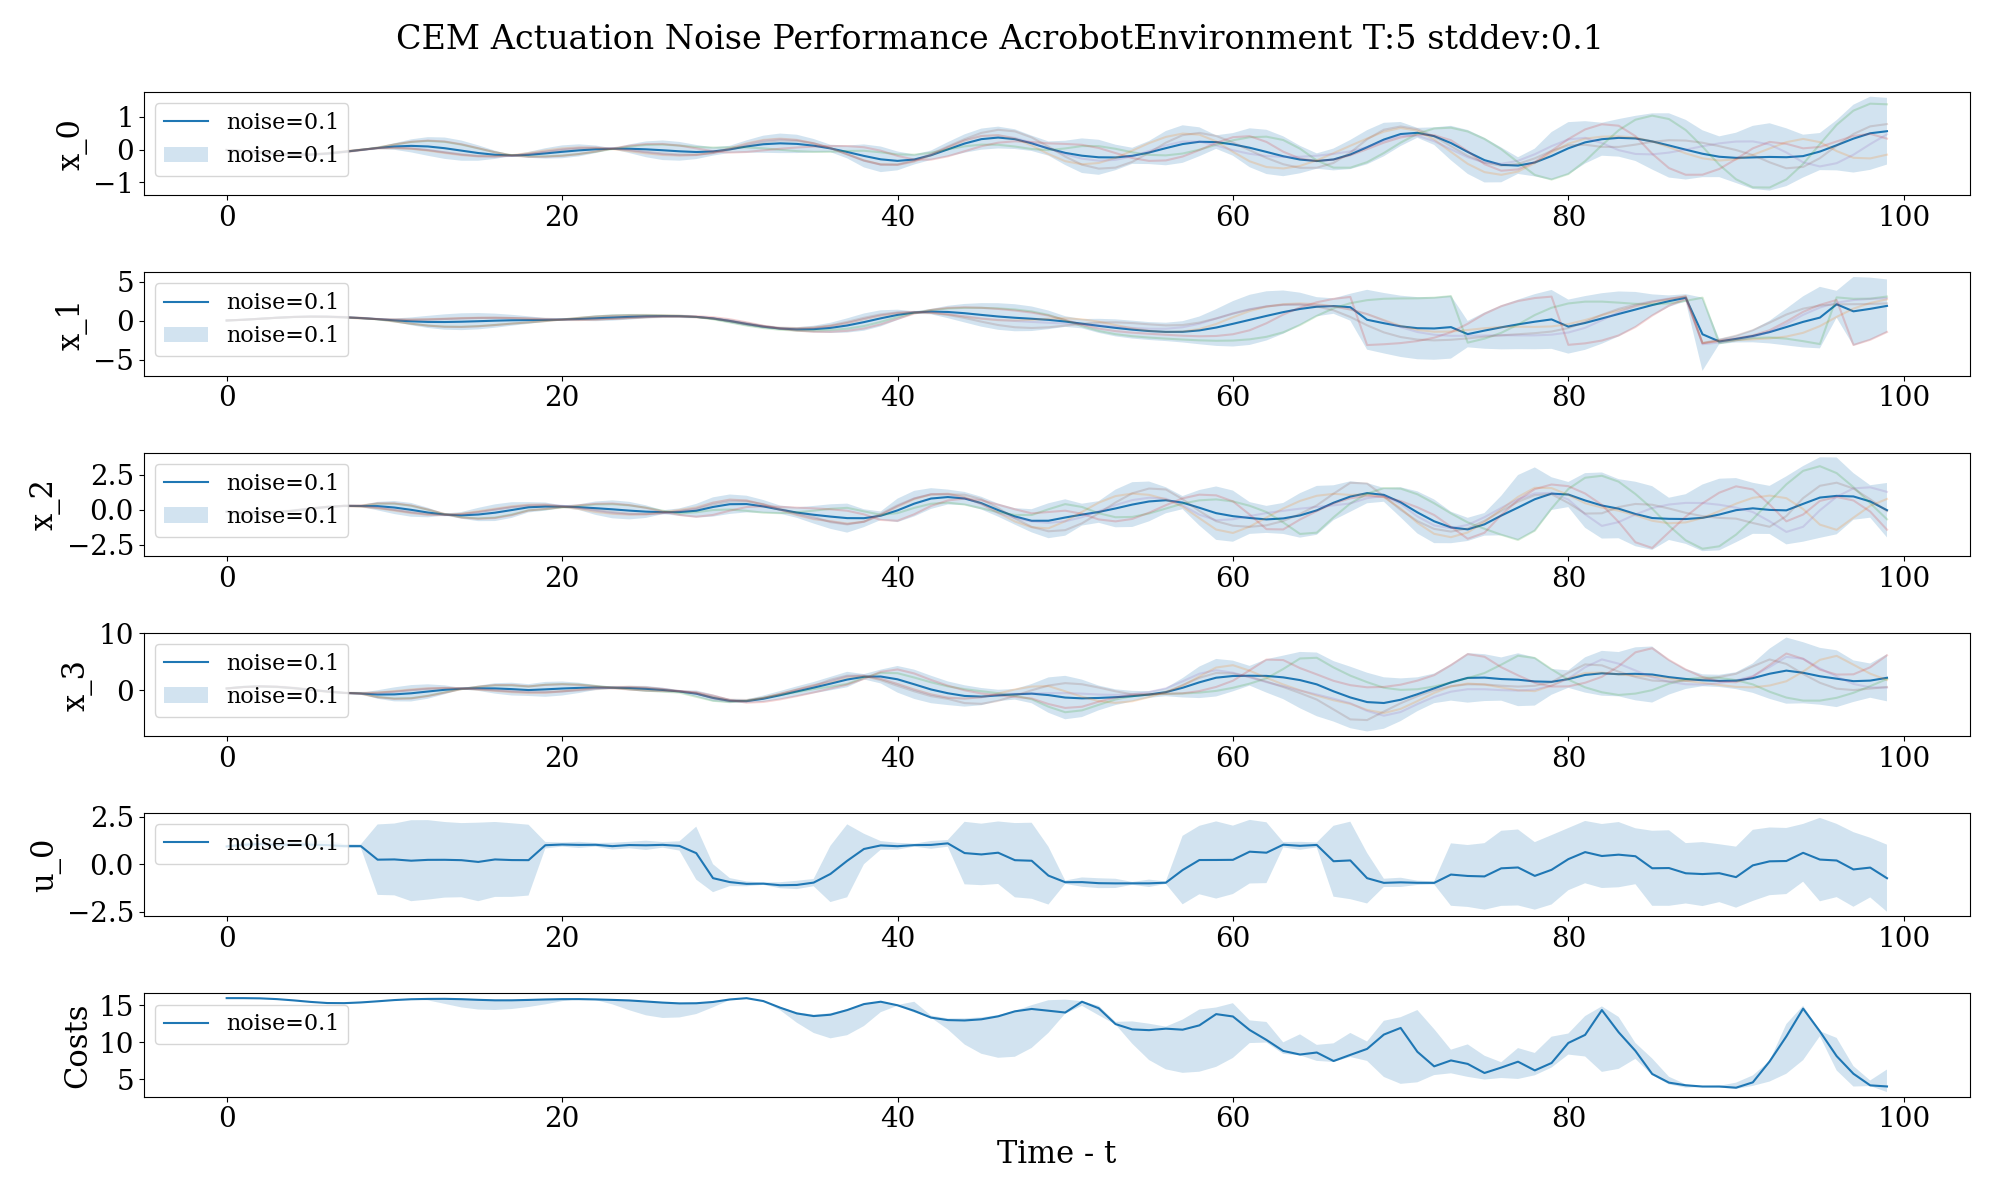 CEM Actuation Noise Performance AcrobotEnvironment T:5 stddev:0.1
x_0
1
0
−1
noise=0.1
noise=0.1
0 20 40 60 80 100
x_1
5
0
−5
noise=0.1
noise=0.1
0 20 40 60 80 100
x_2
2.5
0.0
−2.5
noise=0.1
noise=0.1
0 20 40 60 80 100
x_3
10
0
noise=0.1
noise=0.1
0 20 40 60 80 100
u_0
2.5
0.0
−2.5
noise=0.1
0 20 40 60 80 100
Costs
15
10
5
noise=0.1
0 20 40 60 80 100
Time - t